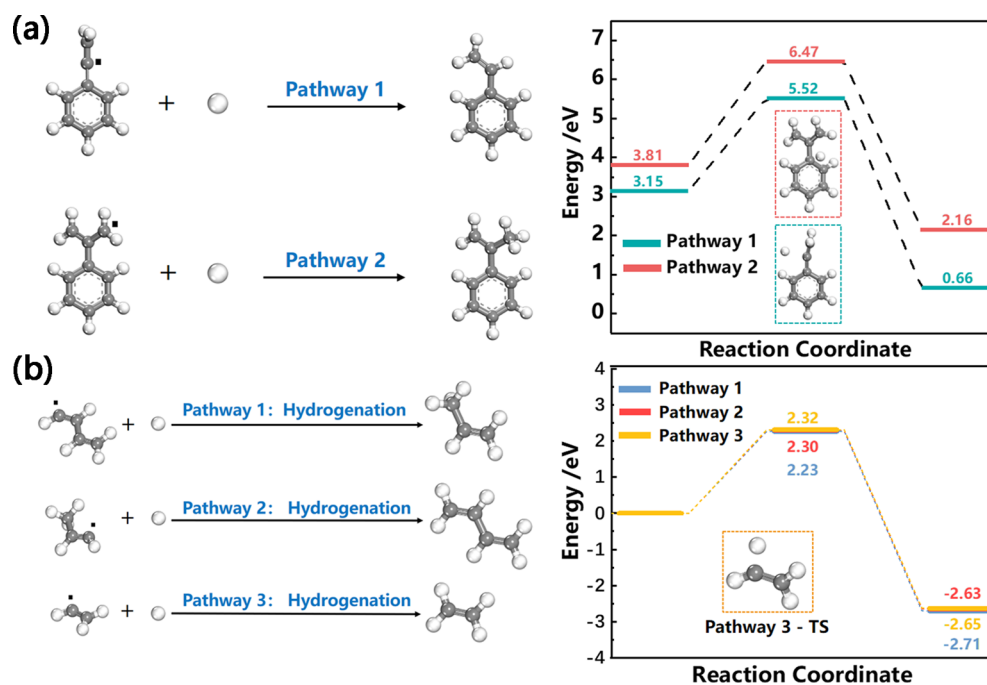 (a)
+
Pathway 1
+
Pathway 2
Energy /eV
7
6
5
4
3
2
1
0
6.47
5.52
3.81
3.15
2.16
0.66
Pathway 1
Pathway 2
Reaction Coordinate
(b)
+
Pathway 1: Hydrogenation
+
Pathway 2: Hydrogenation
+
Pathway 3: Hydrogenation
Energy /eV
4
3
2
1
0
-1
-2
-3
-4
Pathway 1
Pathway 2
Pathway 3
2.32
2.30
2.23
-2.63
-2.65
-2.71
Pathway 3 - TS
Reaction Coordinate